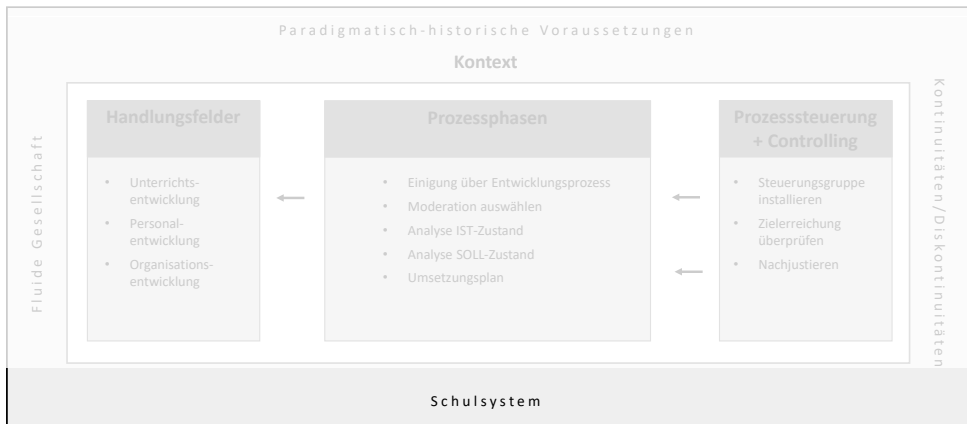 Paradigmatisch-historische Voraussetzungen
Kontext
Fluide Gesellschaft
Handlungsfelder
• Unterrichts-
entwicklung
• Personal-
entwicklung
• Organisations-
entwicklung
Prozessphasen
• Einigung über Entwicklungsprozess
• Moderation auswählen
• Analyse IST-Zustand
• Analyse SOLL-Zustand
• Umsetzungsplan
Prozesssteuerung
+ Controlling
• Steuerungsgruppe
installieren
• Zielerreichung
überprüfen
• Nachjustieren
Kontinuitäten/Diskontinuitäten
Schulsystem